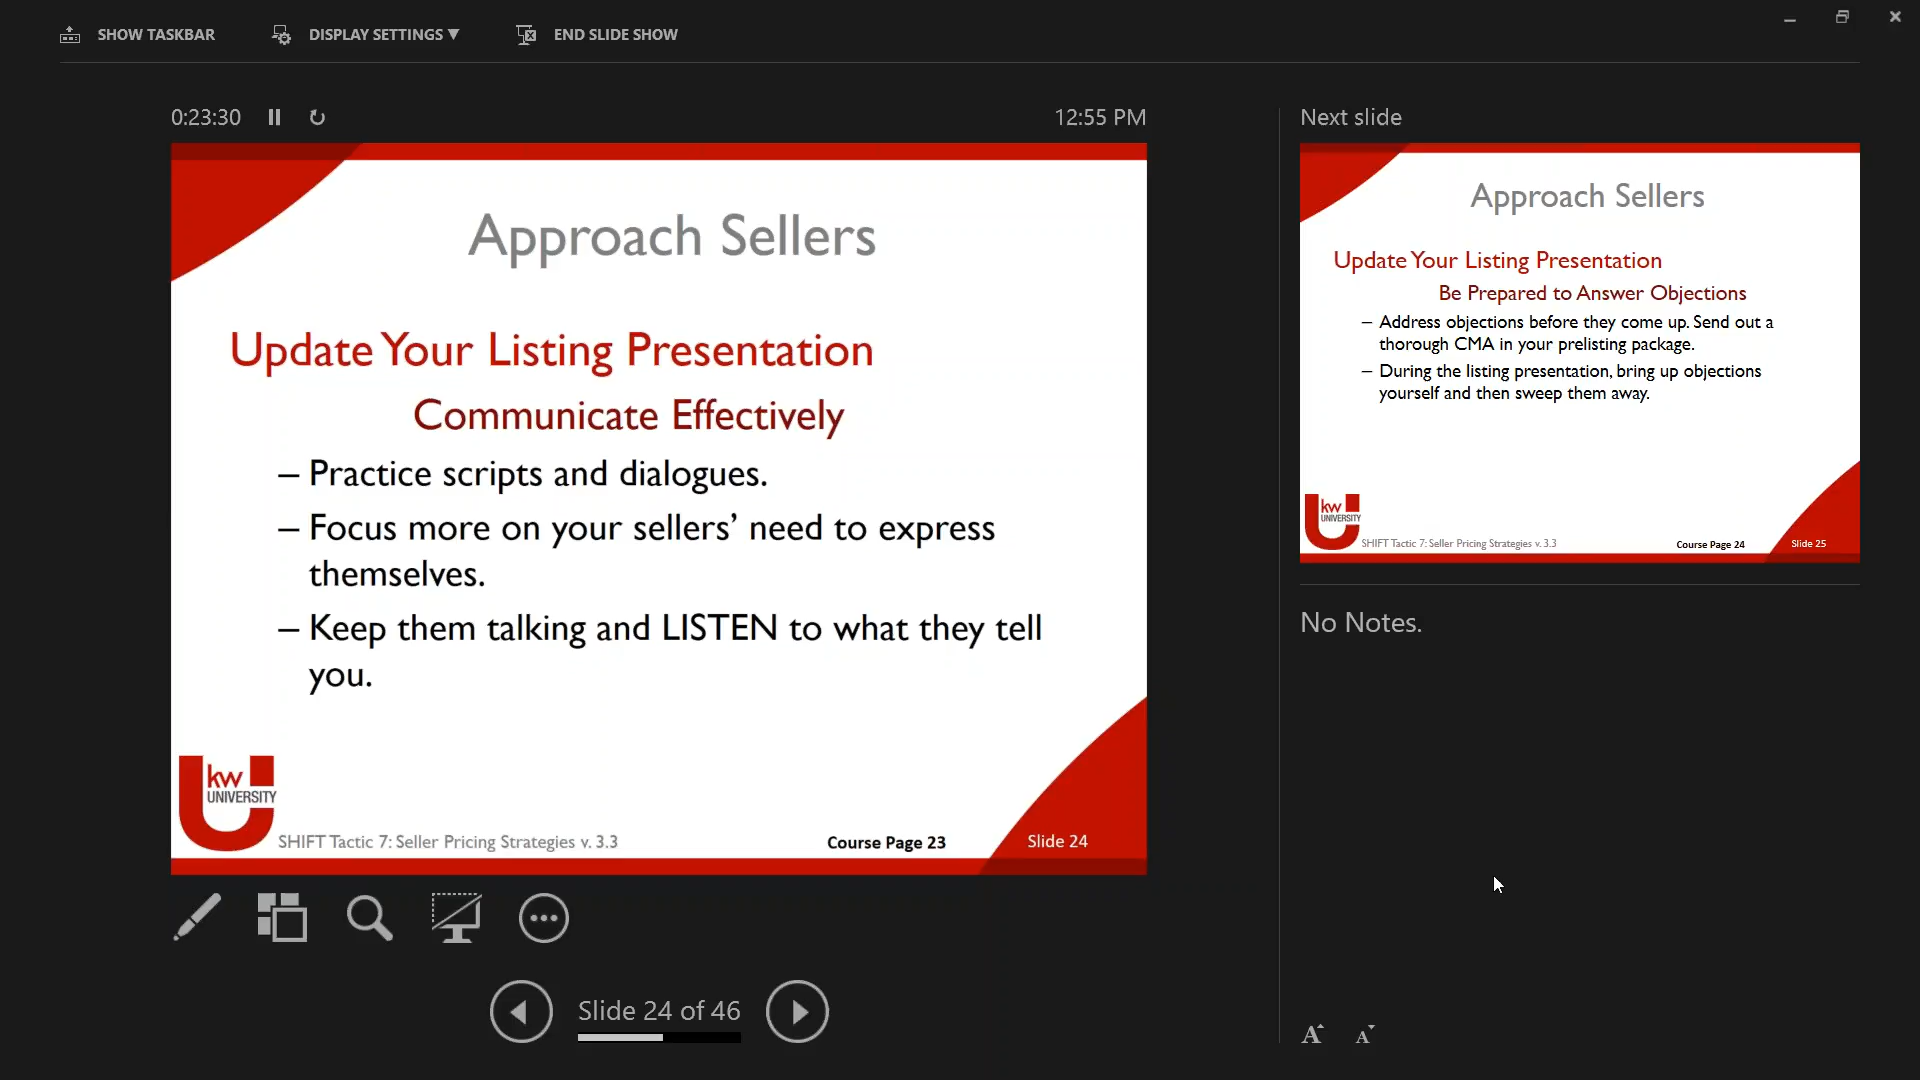 SHOW TASKBAR
DISPLAY SETTINGS ▼
END SLIDE SHOW
0:23:30
12:55 PM
Approach Sellers
Update Your Listing Presentation
Communicate Effectively
– Practice scripts and dialogues.
– Focus more on your sellers’ need to express
themselves.
– Keep them talking and LISTEN to what they tell
you.
kw
UNIVERSITY
SHIFT Tactic 7: Seller Pricing Strategies v. 3.3
Course Page 23
Slide 24
Slide 24 of 46
Next slide
Approach Sellers
Update Your Listing Presentation
Be Prepared to Answer Objections
– Address objections before they come up. Send out a
thorough CMA in your prelisting package.
– During the listing presentation, bring up objections
yourself and then sweep them away.
kw
UNIVERSITY
SHIFT Tactic 7: Seller Pricing Strategies v. 3.3
Course Page 24
Slide 25
No Notes.
A A